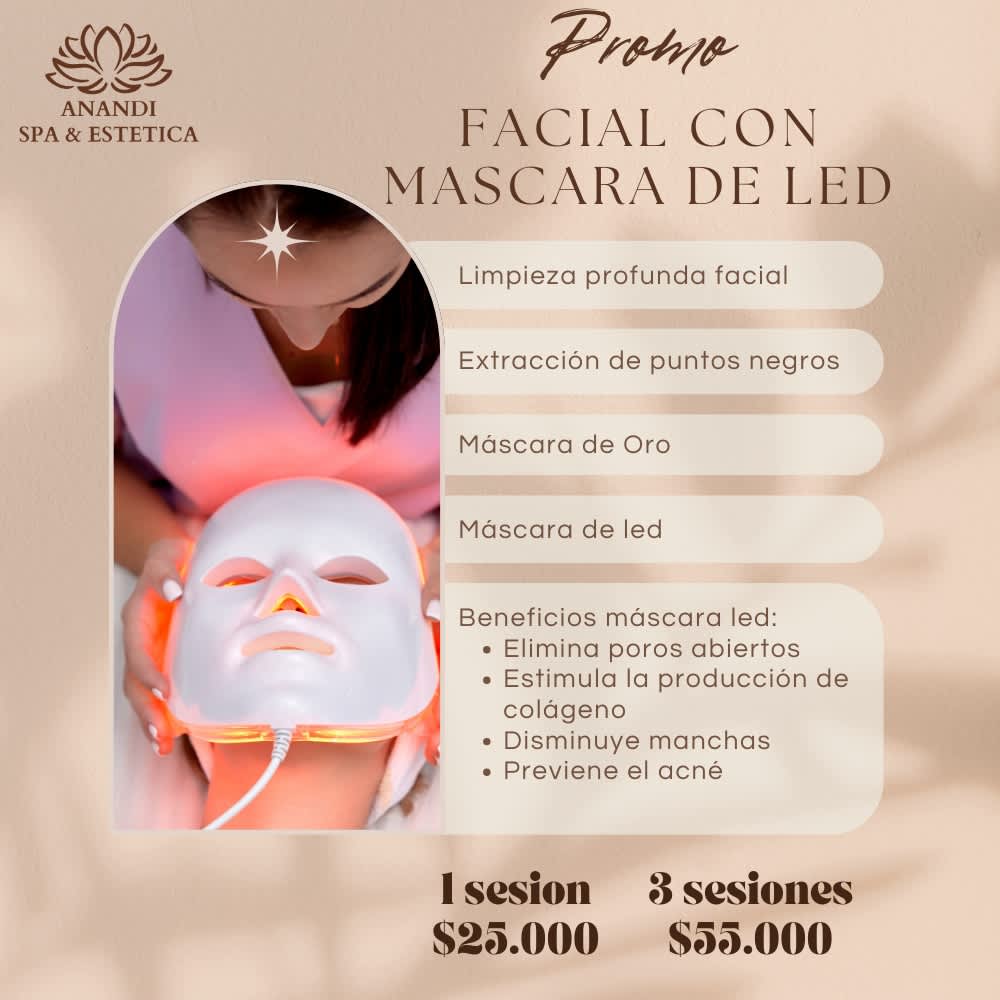 ANANDI
SPA & ESTETICA
Promo
FACIAL CON
MASCARA DE LED
Limpieza profunda facial
Extracción de puntos negros
Máscara de Oro
Máscara de led
Beneficios máscara led:
• Elimina poros abiertos
• Estimula la producción de
colágeno
• Disminuye manchas
• Previene el acné
1 sesion
$25.000
3 sesiones
$55.000